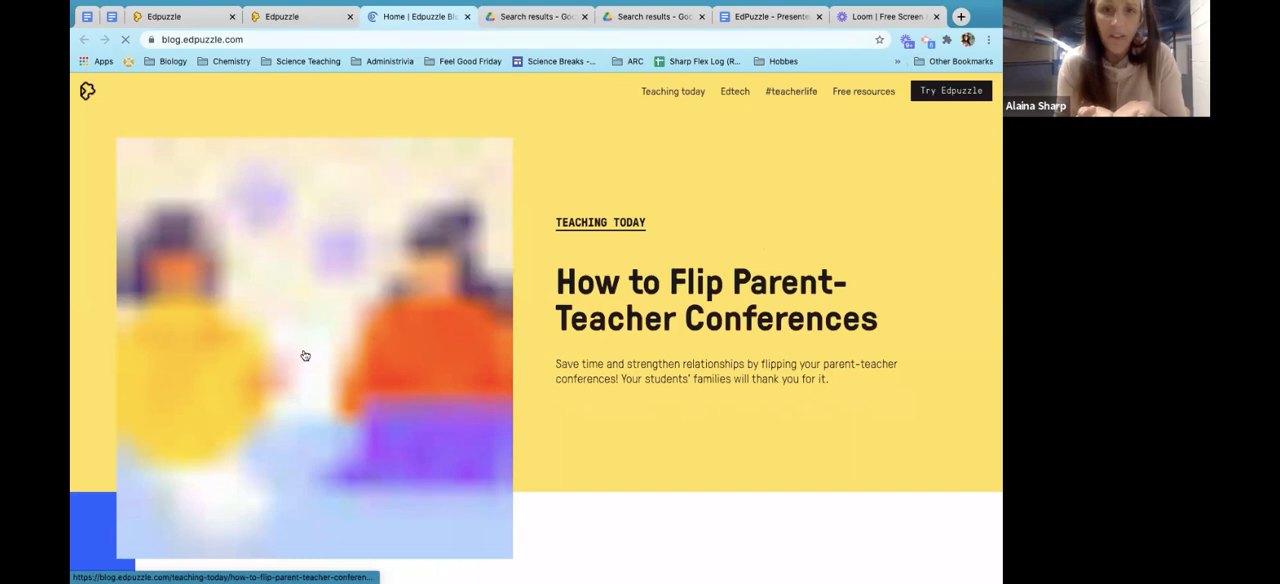 Edpuzzle
Edpuzzle
Home | Edpuzzle Blo
Search results - Goo
Search results - Goo
EdPuzzle - Presente
Loom | Free Screen &
blog.edpuzzle.com
Apps
Biology
Chemistry
Science Teaching
Administrivia
Feel Good Friday
Science Breaks -...
ARC
Sharp Flex Log (R...
Hobbes
»
Other Bookmarks
Teaching today
Edtech
#teacherlife
Free resources
Try Edpuzzle
Alaina Sharp
TEACHING TODAY
How to Flip Parent-
Teacher Conferences
Save time and strengthen relationships by flipping your parent-teacher
conferences! Your students' families will thank you for it.
https://blog.edpuzzle.com/teaching-today/how-to-flip-parent-teacher-conferen...